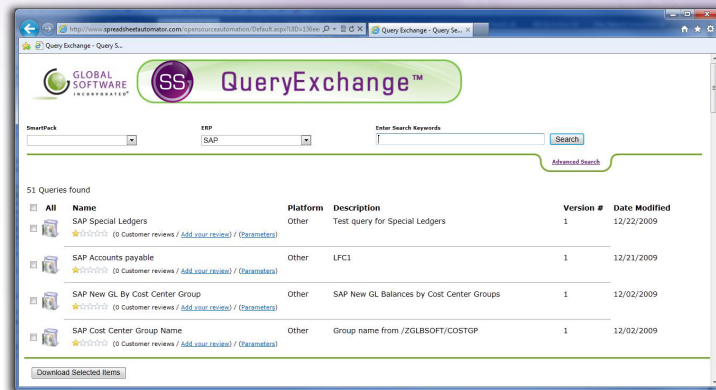 http://www.spreadsheetautomator.com/opensourceautomation/Default.aspx?UID=136ee
Query Exchange - Query Se...
Query Exchange - Query S...
GLOBAL
SOFTWARE
INCORPORATED
SS
QueryExchange™
SmartPack
ERP
Enter Search Keywords
SAP
Search
Advanced Search
51 Queries found
All Name Platform Description Version # Date Modified
SAP Special Ledgers Other Test query for Special Ledgers 1 12/22/2009
(0 Customer reviews / Add your review) / (Parameters)
SAP Accounts payable Other LFC1 1 12/21/2009
(0 Customer reviews / Add your review) / (Parameters)
SAP New GL By Cost Center Group Other SAP New GL Balances by Cost Center Groups 1 12/02/2009
(0 Customer reviews / Add your review) / (Parameters)
SAP Cost Center Group Name Other Group name from /ZGLBSOFT/COSTGP 1 12/02/2009
(0 Customer reviews / Add your review) / (Parameters)
Download Selected Items